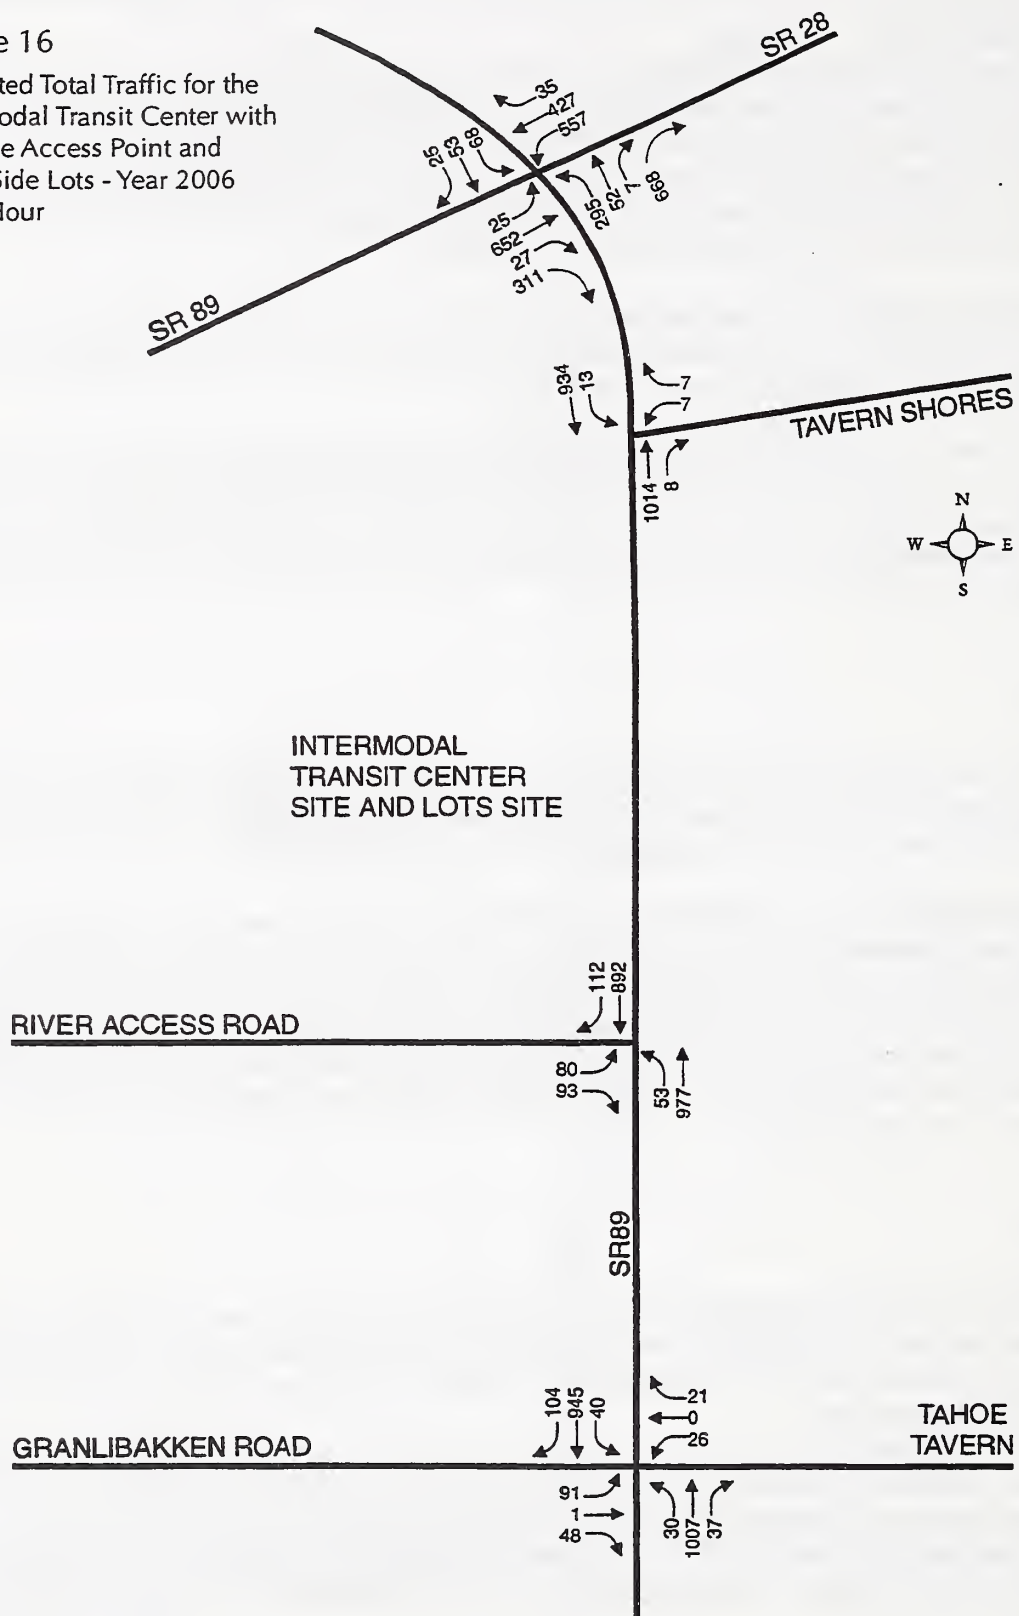 e 16
ted Total Traffic for the
odal Transit Center with
e Access Point and
Side Lots - Year 2006
Hour
SR 28
35
427
557
25
53
68
295
52
7
668
25
652
27
311
SR 89
934
13
7
7
TAVERN SHORES
1014
8
N
W
E
S
INTERMODAL
TRANSIT CENTER
SITE AND LOTS SITE
112
892
RIVER ACCESS ROAD
80
93
53
977
SR89
104
945
40
21
0
26
TAHOE
TAVERN
GRANLIBAKKEN ROAD
91
1
48
30
1007
37